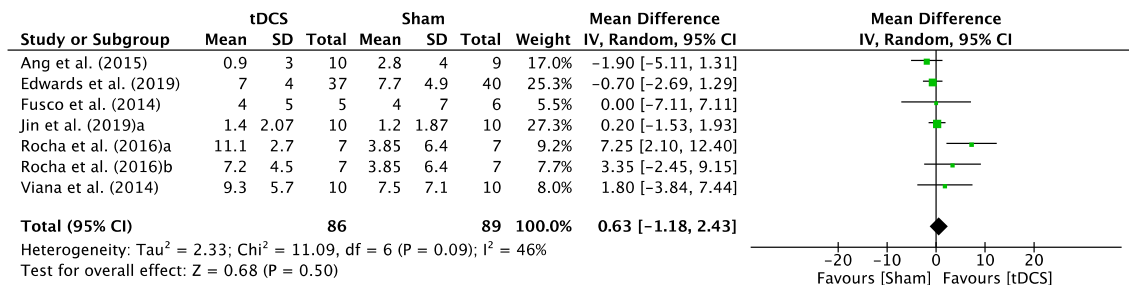 tDCS Sham Mean Difference Mean Difference
Study or Subgroup Mean SD Total Mean SD Total Weight IV, Random, 95% CI IV, Random, 95% CI
Ang et al. (2015) 0.9 3 10 2.8 4 9 17.0% -1.90 [-5.11, 1.31]
Edwards et al. (2019) 7 4 37 7.7 4.9 40 25.3% -0.70 [-2.69, 1.29]
Fusco et al. (2014) 4 5 5 4 7 6 5.5% 0.00 [-7.11, 7.11]
Jin et al. (2019)a 1.4 2.07 10 1.2 1.87 10 27.3% 0.20 [-1.53, 1.93]
Rocha et al. (2016)a 11.1 2.7 7 3.85 6.4 7 9.2% 7.25 [2.10, 12.40]
Rocha et al. (2016)b 7.2 4.5 7 3.85 6.4 7 7.7% 3.35 [-2.45, 9.15]
Viana et al. (2014) 9.3 5.7 10 7.5 7.1 10 8.0% 1.80 [-3.84, 7.44]
Total (95% CI) 86 89 100.0% 0.63 [-1.18, 2.43]
Heterogeneity: Tau² = 2.33; Chi² = 11.09, df = 6 (P = 0.09); I² = 46%
Test for overall effect: Z = 0.68 (P = 0.50)
-20 -10 0 10 20
Favours [Sham] Favours [tDCS]